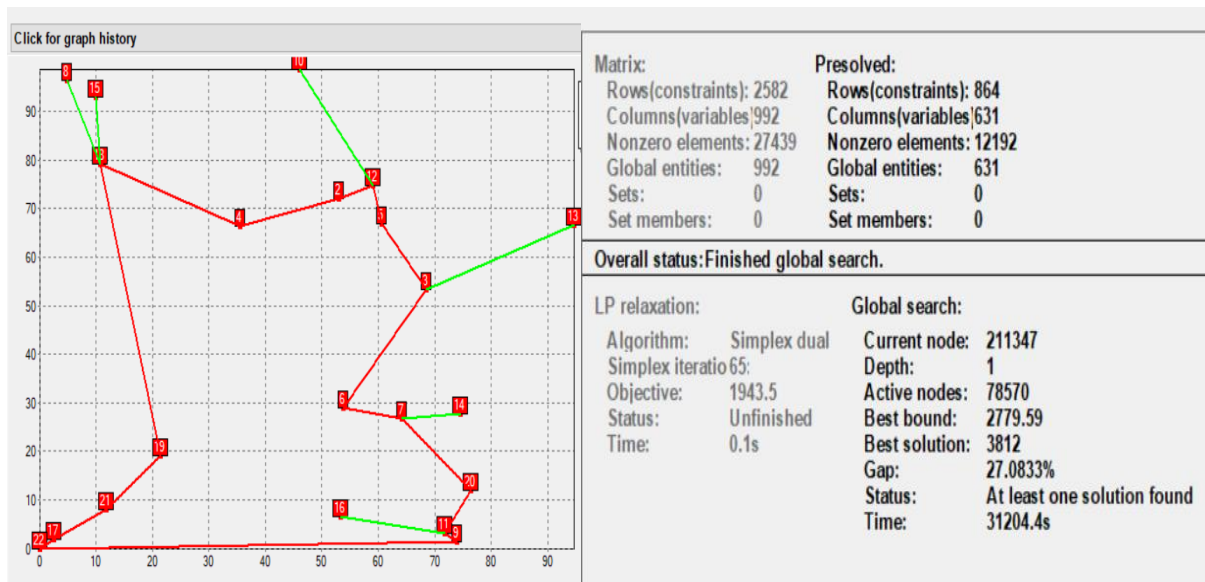 Click for graph history
8
15
10
12
2
4
13
3
6
7
14
19
20
21
16
11
9
17
22
90
80
70
60
50
40
30
20
10
0
0 10 20 30 40 50 60 70 80 90
Matrix:
Rows(constraints): 2582
Columns(variables) 992
Nonzero elements: 27439
Global entities: 992
Sets: 0
Set members: 0
Presolved:
Rows(constraints): 864
Columns(variables) 631
Nonzero elements: 12192
Global entities: 631
Sets: 0
Set members: 0
Overall status:Finished global search.
LP relaxation:
Algorithm: Simplex dual
Simplex iteratio 65:
Objective: 1943.5
Status: Unfinished
Time: 0.1s
Global search:
Current node: 211347
Depth: 1
Active nodes: 78570
Best bound: 2779.59
Best solution: 3812
Gap: 27.0833%
Status: At least one solution found
Time: 31204.4s